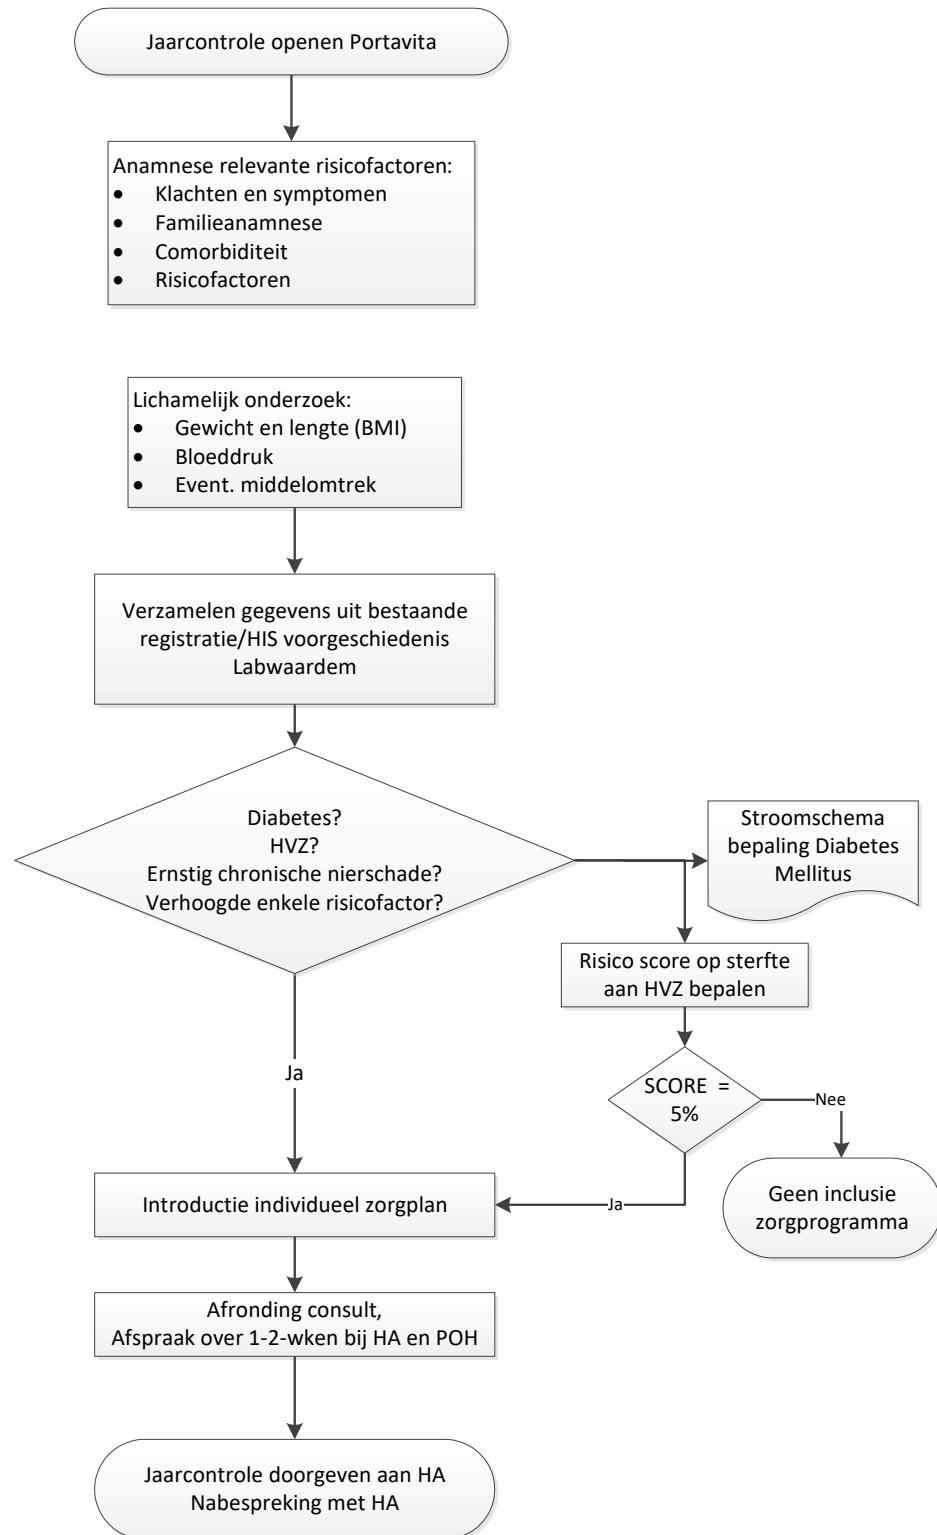 Jaarcontrole openen Portavita
Anamnese relevante risicofactoren:
• Klachten en symptomen
• Familieanamnese
• Comorbiditeit
• Risicofactoren
Lichamelijk onderzoek:
• Gewicht en lengte (BMI)
• Bloeddruk
• Event. middelomtrek
Verzamelen gegevens uit bestaande
registratie/HIS voorgeschiedenis
Labwaardem
Diabetes?
HVZ?
Ernstig chronische nierschade?
Verhoogde enkele risicofactor?
Stroomschema
bepaling Diabetes
Mellitus
Risico score op sterfte
aan HVZ bepalen
Ja
SCORE =
5%
Nee
Geen inclusie
zorgprogramma
Ja
Introductie individueel zorgplan
Afronding consult,
Afspraak over 1-2-wken bij HA en POH
Jaarcontrole doorgeven aan HA
Nabespreking met HA